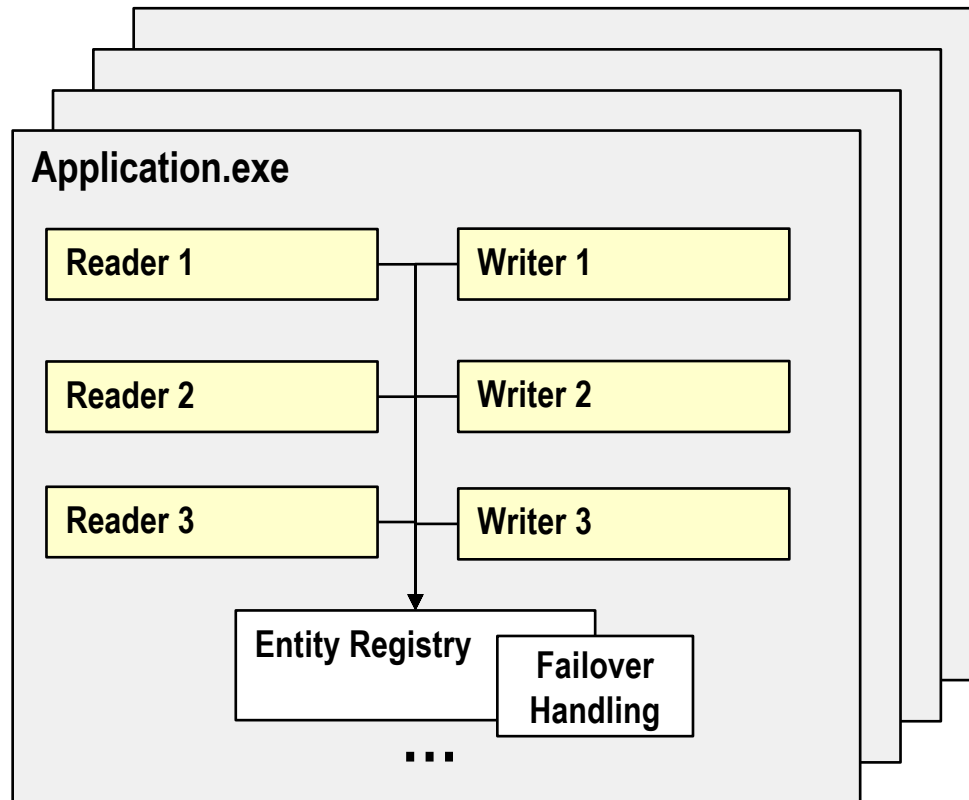 Application.exe
Reader 1
Writer 1
Reader 2
Writer 2
Reader 3
Writer 3
Entity Registry
Failover
Handling
...